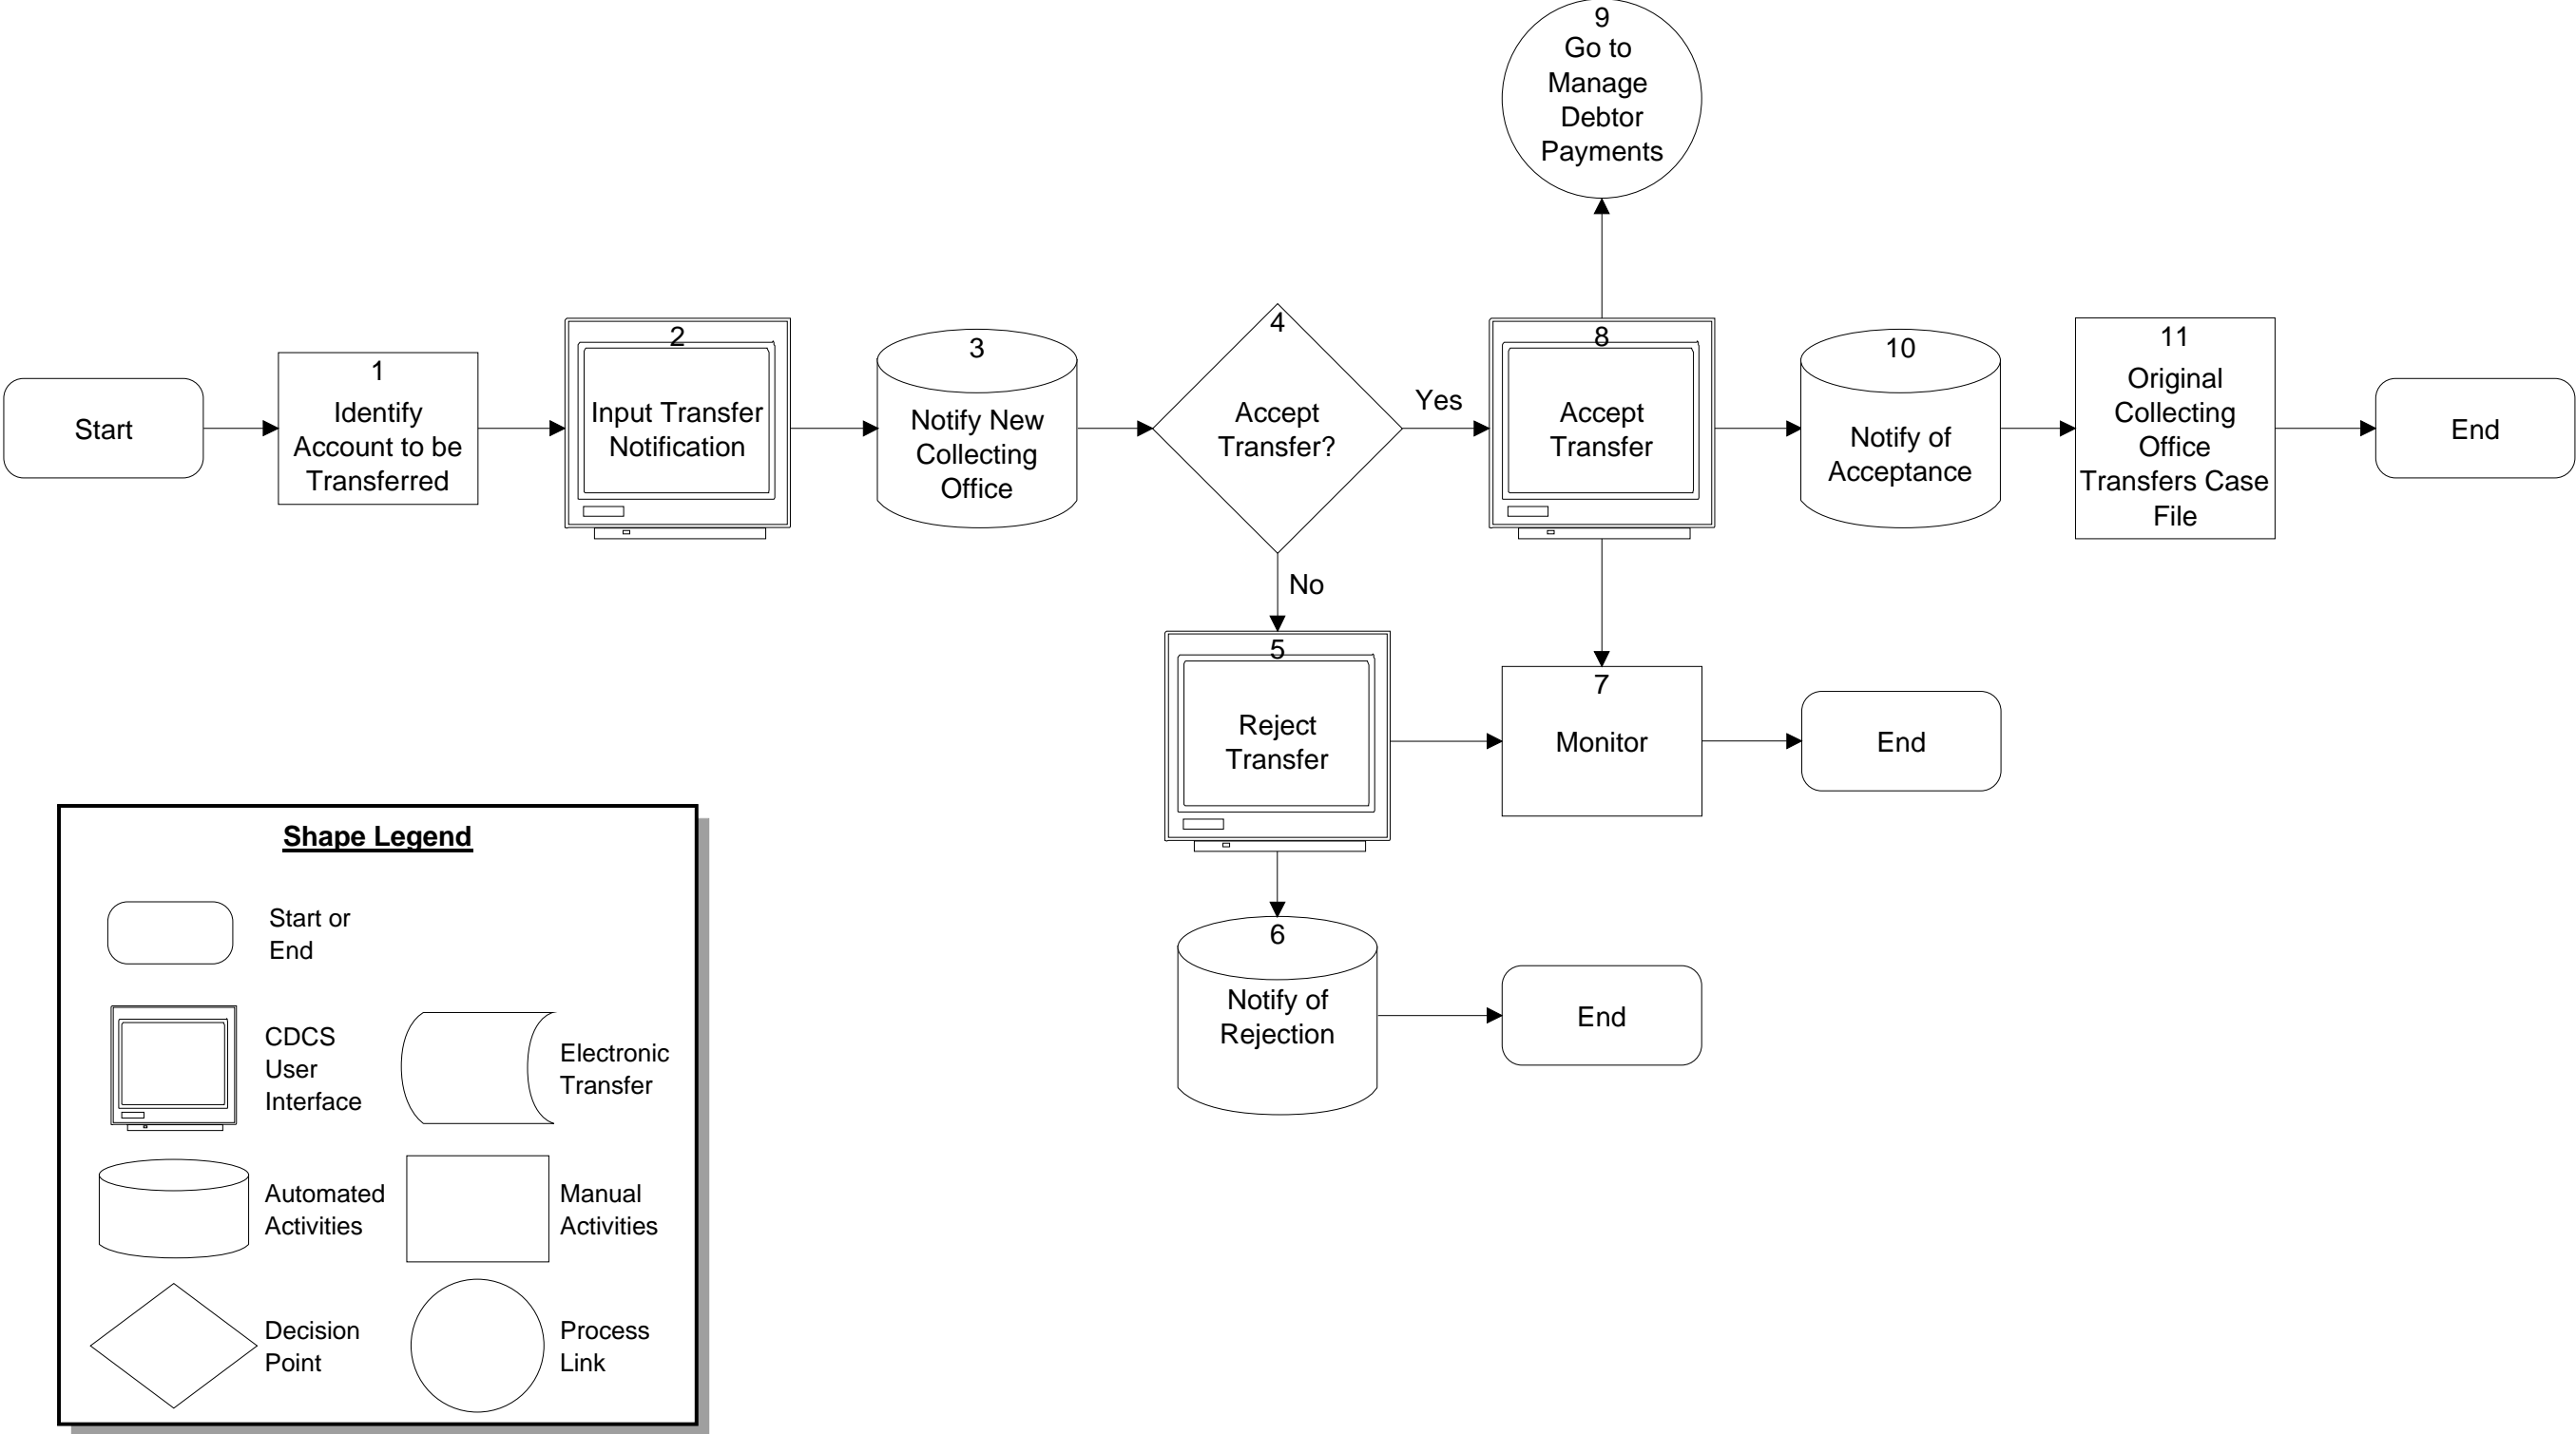 9
Go to
Manage
Debtor
Payments
Start
1
Identify
Account to be
Transferred
2
Input Transfer
Notification
3
Notify New
Collecting
Office
4
Accept
Transfer?
Yes
No
8
Accept
Transfer
10
Notify of
Acceptance
11
Original
Collecting
Office
Transfers Case
File
End
5
Reject
Transfer
7
Monitor
End
6
Notify of
Rejection
End
Shape Legend
Start or
End
CDCS
User
Interface
Electronic
Transfer
Automated
Activities
Manual
Activities
Decision
Point
Process
Link